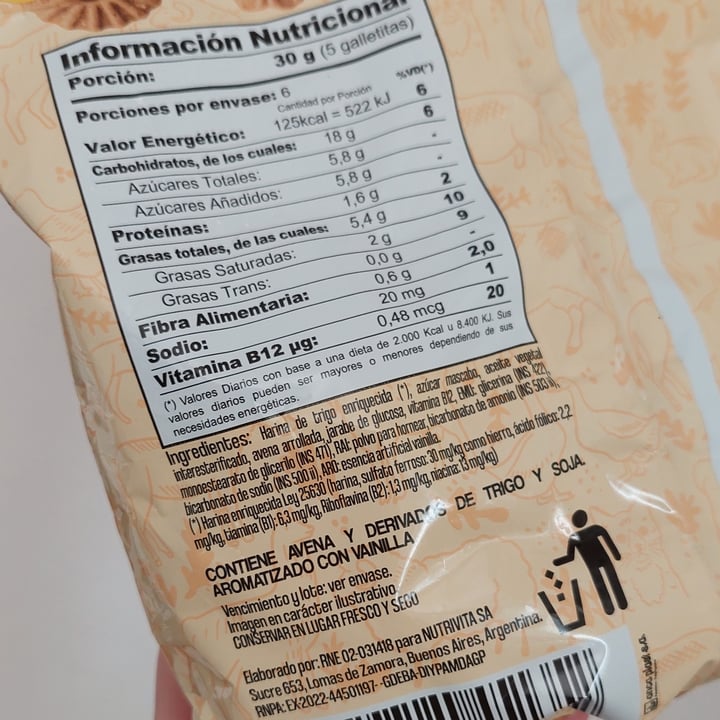 Información Nutricional
Porción: 30 g (5 galletitas)
Porciones por envase: 6
Cantidad por Porción %VD(*)
Valor Energético: 125kcal = 522 kJ 6
Carbohidratos, de los cuales: 18 g 6
Azúcares Totales: 5,8 g -
Azúcares Añadidos: 5,8 g -
Proteínas: 1,6 g 2
Grasas totales, de las cuales: 5,4 g 10
Grasas Saturadas: 2 g 9
Grasas Trans: 0,0 g -
Fibra Alimentaria: 0,6 g 2,0
Sodio: 20 mg 1
Vitamina B12 µg: 0,48 mcg 20
(*) Valores Diarios con base a una dieta de 2.000 Kcal u 8.400 KJ. Sus
valores diarios pueden ser mayores o menores dependiendo de sus
necesidades energéticas.
Ingredientes: Harina de trigo enriquecida (*), azúcar mascabo, aceite vegetal
interesterificado, avena arrollada, jarabe de glucosa, vitamina B12, EMU: glicerina (INS 422),
monoestearato de glicerilo (INS 471), RAI: polvo para hornear, bicarbonato de amonio (INS 503 ii),
bicarbonato de sodio (INS 500 ii), ARO: esencia artificial vainilla.
(*) Harina enriquecida Ley 25630 (harina, sulfato ferroso: 30 mg/kg como hierro, ácido fólico: 2,2
mg/kg, tiamina (B1): 6,3 mg/kg, Riboflavina (B2): 1,3 mg/kg, niacina: 13 mg/kg)
CONTIENE AVENA Y DERIVADOS DE TRIGO Y SOJA.
AROMATIZADO CON VAINILLA
Vencimiento y lote: ver envase.
Imagen en carácter ilustrativo
CONSERVAR EN LUGAR FRESCO Y SECO
Elaborado por: RNE 02-031418 para NUTRIVITA SA
Sucre 653, Lomas de Zamora, Buenos Aires, Argentina.
RNPA: EX-2022-44501197- -GDEBA-DIYPAMDAGP